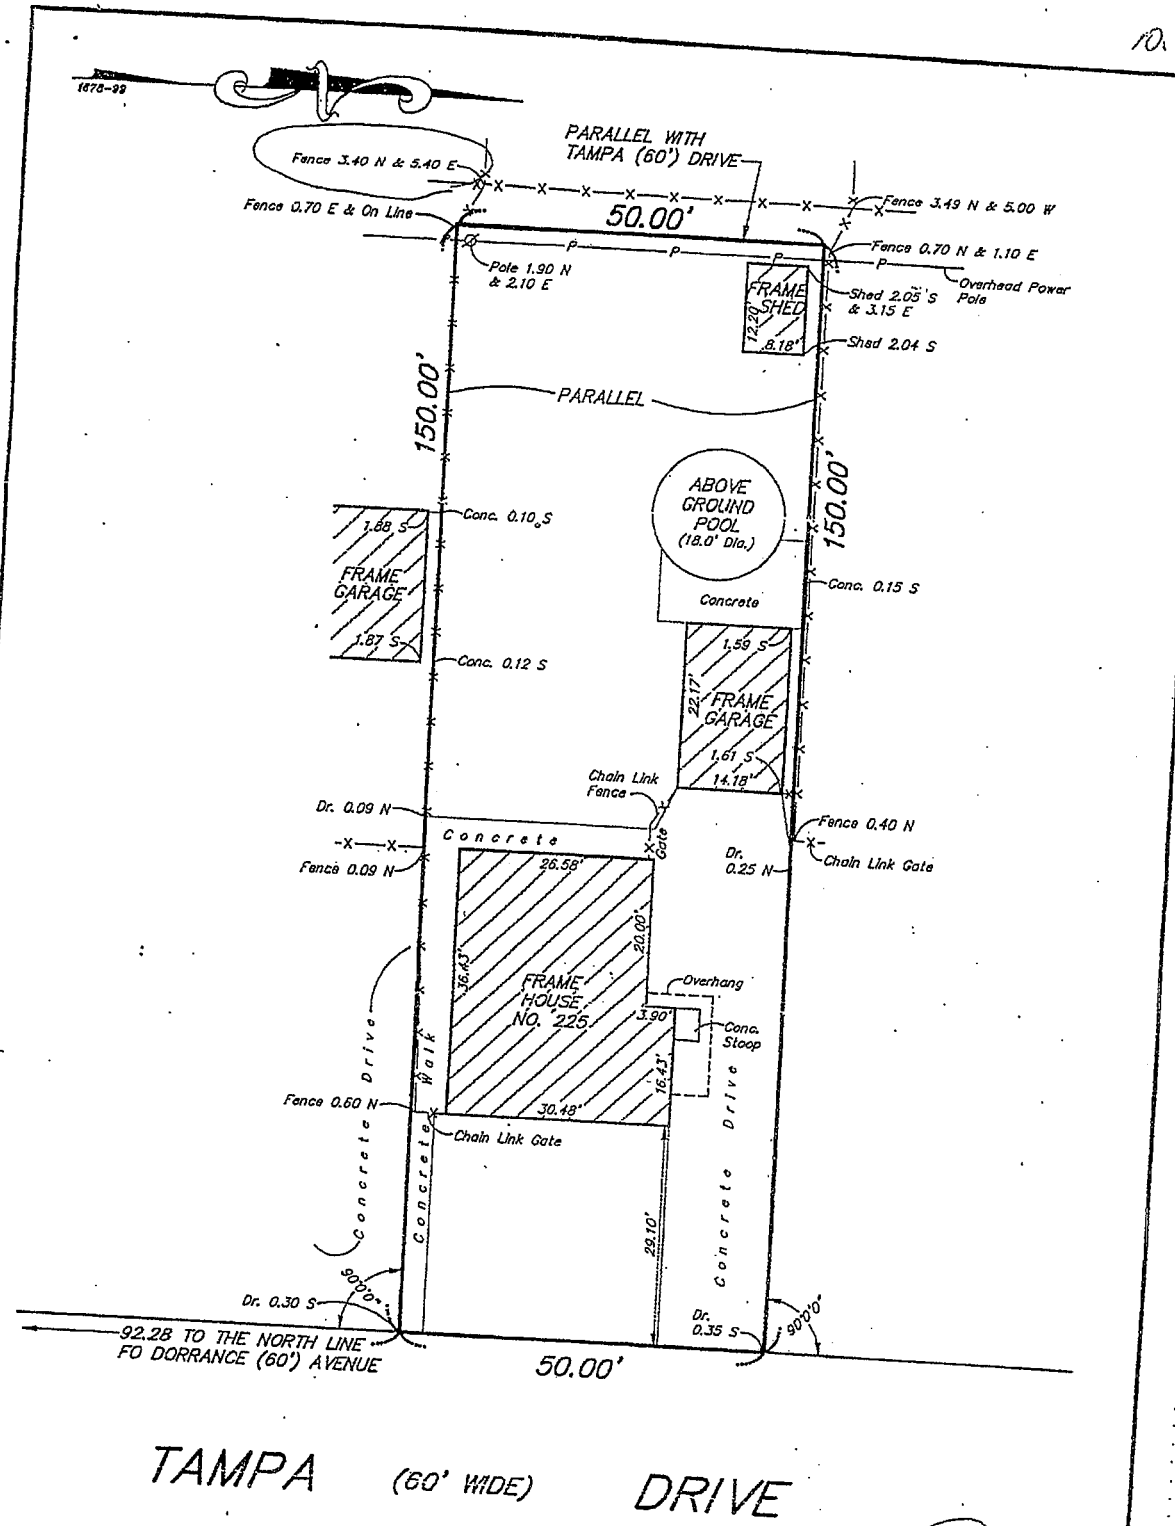 10.
1678-99
PARALLEL WITH
TAMPA (60') DRIVE
Fence 3.40 N & 5.40 E
Fence 0.70 E & On Line
50.00'
Fence 3.49 N & 5.00 W
Fence 0.70 N & 1.10 E
P P P P P
Pole 1.90 N
& 2.10 E
Overhead Power
Pole
FRAME
SHED
12.20'
8.18'
Shed 2.05 'S
& 3.15 E
Shed 2.04 S
150.00'
PARALLEL
150.00'
ABOVE
GROUND
POOL
(18.0' Dia.)
Conc. 0.10 S
1.88 S
FRAME
GARAGE
1.87 S
Conc. 0.12 S
Concrete
Conc. 0.15 S
1.59 S
22.17'
FRAME
GARAGE
1.61 S
14.18'
Chain Link
Fence
Gate
Dr. 0.09 N
Concrete
Fence 0.09 N
Fence 0.40 N
Chain Link Gate
Dr.
0.25 N
26.58'
20.00'
36.43'
FRAME
HOUSE
NO. 225
Overhang
3.90'
Conc.
Stoop
16.43'
30.48'
Fence 0.60 N
Chain Link Gate
Concrete Drive
Concrete Walk
Concrete Drive
29.10'
90°0'0"
90°0'0"
Dr. 0.30 S
Dr.
0.35 S
92.28 TO THE NORTH LINE
FO DORRANCE (60') AVENUE
50.00'
TAMPA (60' WIDE) DRIVE